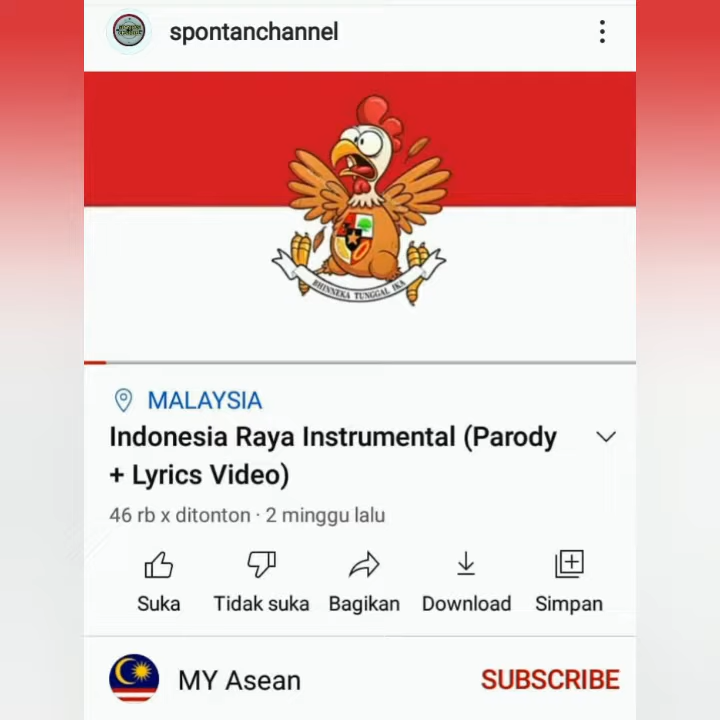 spontanchannel
BHINNEKA TUNGGAL IKA
MALAYSIA
Indonesia Raya Instrumental (Parody
+ Lyrics Video)
46 rb x ditonton · 2 minggu lalu
Suka
Tidak suka
Bagikan
Download
Simpan
MY Asean
SUBSCRIBE